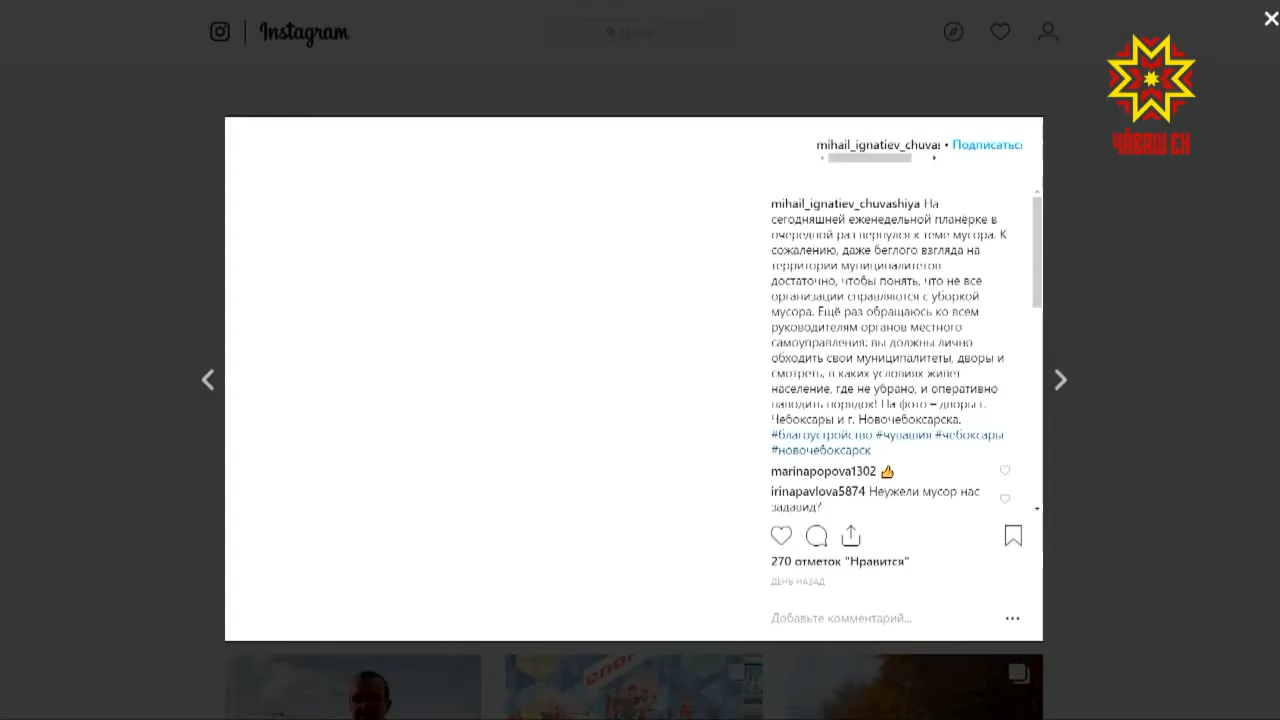 Instagram
ЧӐВАШ ЕН
mihail_ignatiev_chuvas • Подписаться
mihail_ignatiev_chuvashiya На
сегодняшней еженедельной планёрке в
очередной раз вернулся к теме мусора. К
сожалению, даже беглого взгляда на
территории муниципалитетов
достаточно, чтобы понять, что не все
организации справляются с уборкой
мусора. Ещё раз обращаюсь ко всем
руководителям органов местного
самоуправления: вы должны лично
обходить свои муниципалитеты, дворы и
смотреть, в каких условиях живет
население, где не убрано, и оперативно
наводить порядок! На фото – дворы г.
Чебоксары и г. Новочебоксарска.
#благоустройство #чувашия #чебоксары
#новочебоксарск
marinapopova1302 👍
irinapavlova5874 Неужели мусор нас
задавид?
270 отметок "Нравится"
ДЕНЬ НАЗАД
Добавьте комментарий...